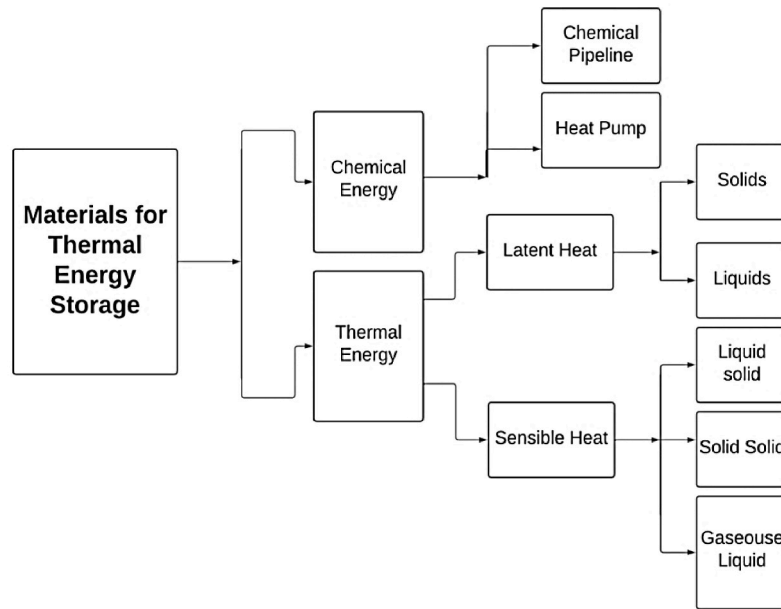 Materials for
Thermal
Energy
Storage
Chemical
Energy
Thermal
Energy
Chemical
Pipeline
Heat Pump
Latent Heat
Sensible Heat
Solids
Liquids
Liquid
solid
Solid Solid
Gaseouse
Liquid